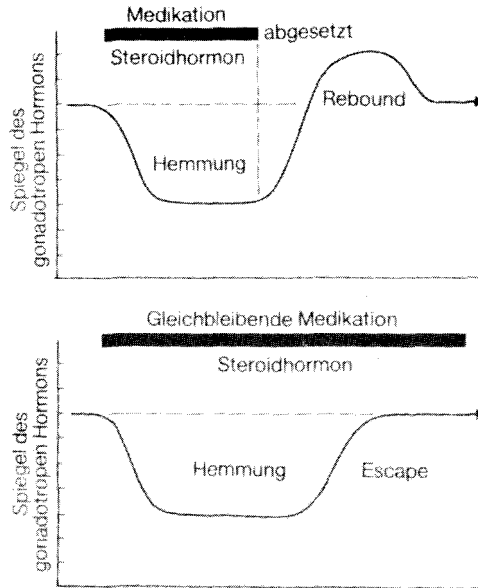 Medikation
abgesetzt
Steroidhormon
Rebound
Hemmung
Spiegel des
gonadotropen Hormons
Gleichbleibende Medikation
Steroidhormon
Hemmung
Escape
Spiegel des
gonadotropen Hormons